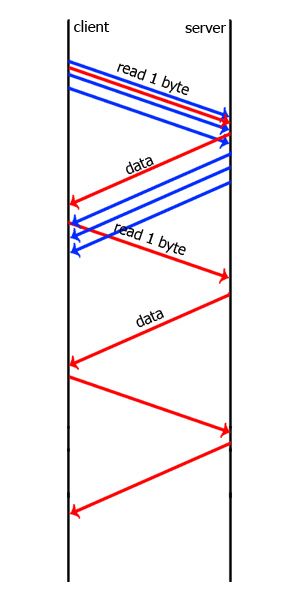 client
server
read 1 byte
data
read 1 byte
data